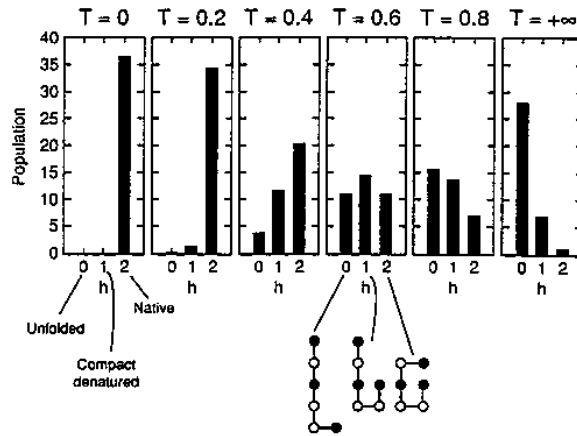 T = 0 T = 0.2 T = 0.4 T = 0.6 T = 0.8 T = +∞
Population
40
35
30
25
20
15
10
5
0
0 1 2 0 1 2 0 1 2 0 1 2 0 1 2 0 1 2
h h h h h h
Unfolded
Native
Compact
denatured